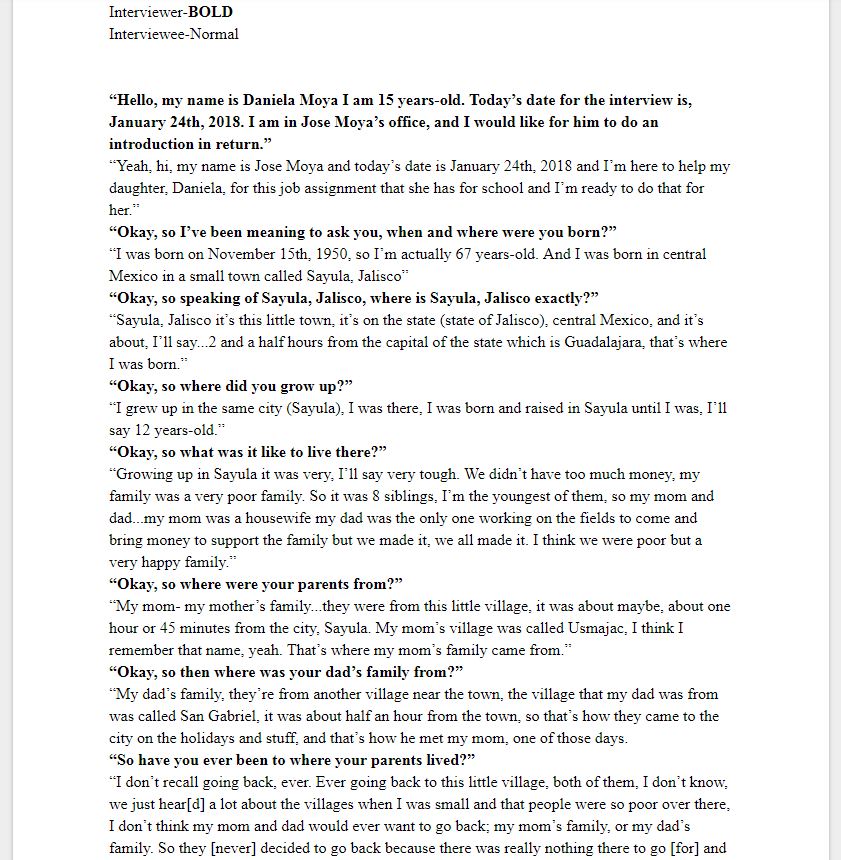 Interviewer-BOLD
Interviewee-Normal
“Hello, my name is Daniela Moya I am 15 years-old. Today’s date for the interview is,
January 24th, 2018. I am in Jose Moya’s office, and I would like for him to do an
introduction in return.”
“Yeah, hi, my name is Jose Moya and today’s date is January 24th, 2018 and I’m here to help my
daughter, Daniela, for this job assignment that she has for school and I’m ready to do that for
her.”
“Okay, so I’ve been meaning to ask you, when and where were you born?”
“I was born on November 15th, 1950, so I’m actually 67 years-old. And I was born in central
Mexico in a small town called Sayula, Jalisco”
“Okay, so speaking of Sayula, Jalisco, where is Sayula, Jalisco exactly?”
“Sayula, Jalisco it’s this little town, it’s on the state (state of Jalisco), central Mexico, and it’s
about, I’ll say...2 and a half hours from the capital of the state which is Guadalajara, that’s where
I was born.”
“Okay, so where did you grow up?”
“I grew up in the same city (Sayula), I was there, I was born and raised in Sayula until I was, I’ll
say 12 years-old.”
“Okay, so what was it like to live there?”
“Growing up in Sayula it was very, I’ll say very tough. We didn’t have too much money, my
family was a very poor family. So it was 8 siblings, I’m the youngest of them, so my mom and
dad...my mom was a housewife my dad was the only one working on the fields to come and
bring money to support the family but we made it, we all made it. I think we were poor but a
very happy family.”
“Okay, so where were your parents from?”
“My mom- my mother’s family...they were from this little village, it was about maybe, about one
hour or 45 minutes from the city, Sayula. My mom’s village was called Usmajac, I think I
remember that name, yeah. That’s where my mom’s family came from.”
“Okay, so then where was your dad’s family from?”
“My dad’s family, they’re from another village near the town, the village that my dad was from
was called San Gabriel, it was about half an hour from the town, so that’s how they came to the
city on the holidays and stuff, and that’s how he met my mom, one of those days.
“So have you ever been to where your parents lived?”
“I don’t recall going back, ever. Ever going back to this little village, both of them, I don’t know,
we just hear[d] a lot about the villages when I was small and that people were so poor over there,
I don’t think my mom and dad would ever want to go back; my mom’s family, or my dad’s
family. So they [never] decided to go back because there was really nothing there to go [for] and